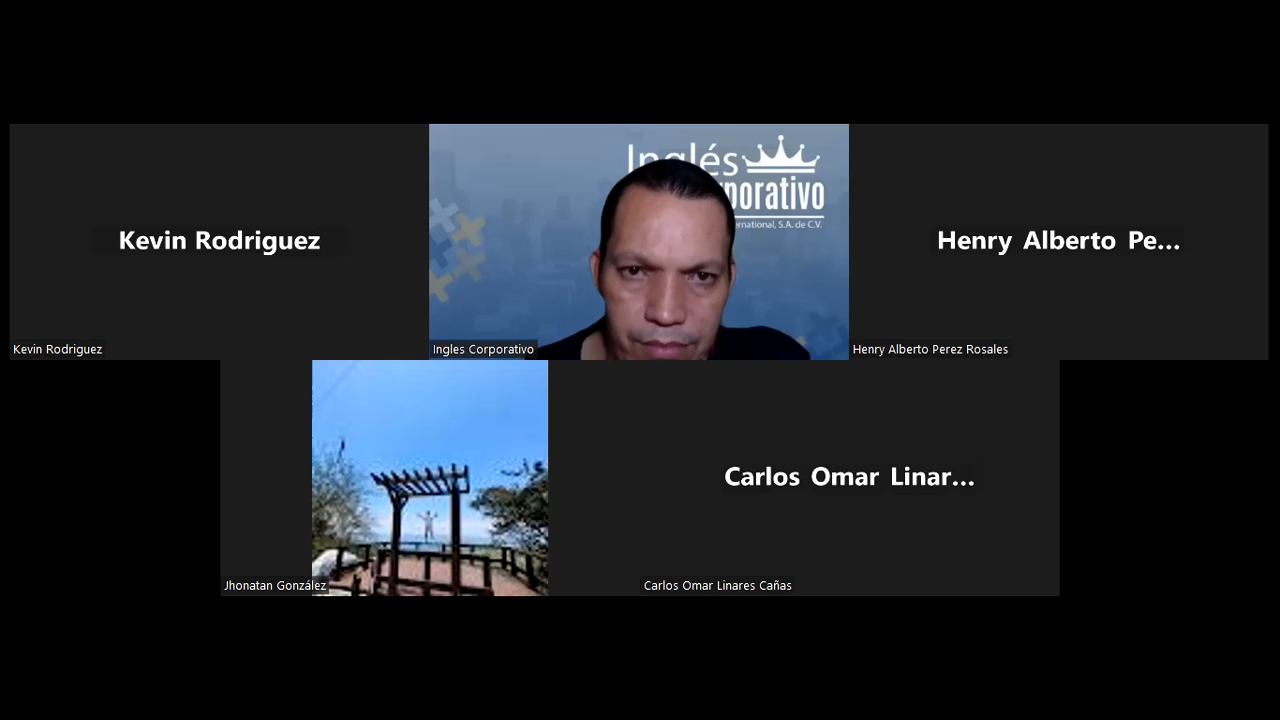 Kevin Rodriguez
Kevin Rodriguez
Inglés
Ingles Corporativo
Henry Alberto Pe...
Henry Alberto Perez Rosales
Jhonatan González
Carlos Omar Linar...
Carlos Omar Linares Cañas
S.A. de C.V.